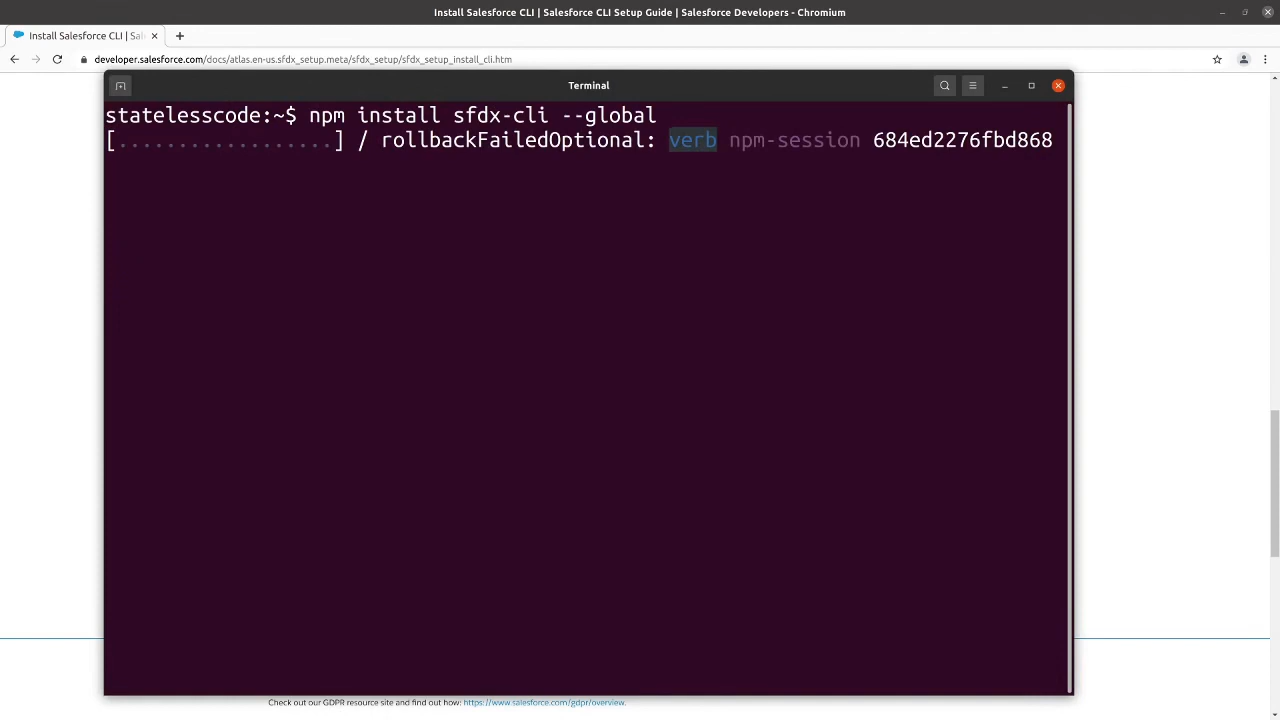 Install Salesforce CLI | Salesforce CLI Setup Guide | Salesforce Developers - Chromium
Install Salesforce CLI | Sal
developer.salesforce.com/docs/atlas.en-us.sfdx_setup.meta/sfdx_setup/sfdx_setup_install_cli.htm
Terminal
statelesscode:~$ npm install sfdx-cli --global
[..................] / rollbackFailedOptional: verb npm-session 684ed2276fbd868
Check out our GDPR resource site and find out how: https://www.salesforce.com/gdpr/overview.